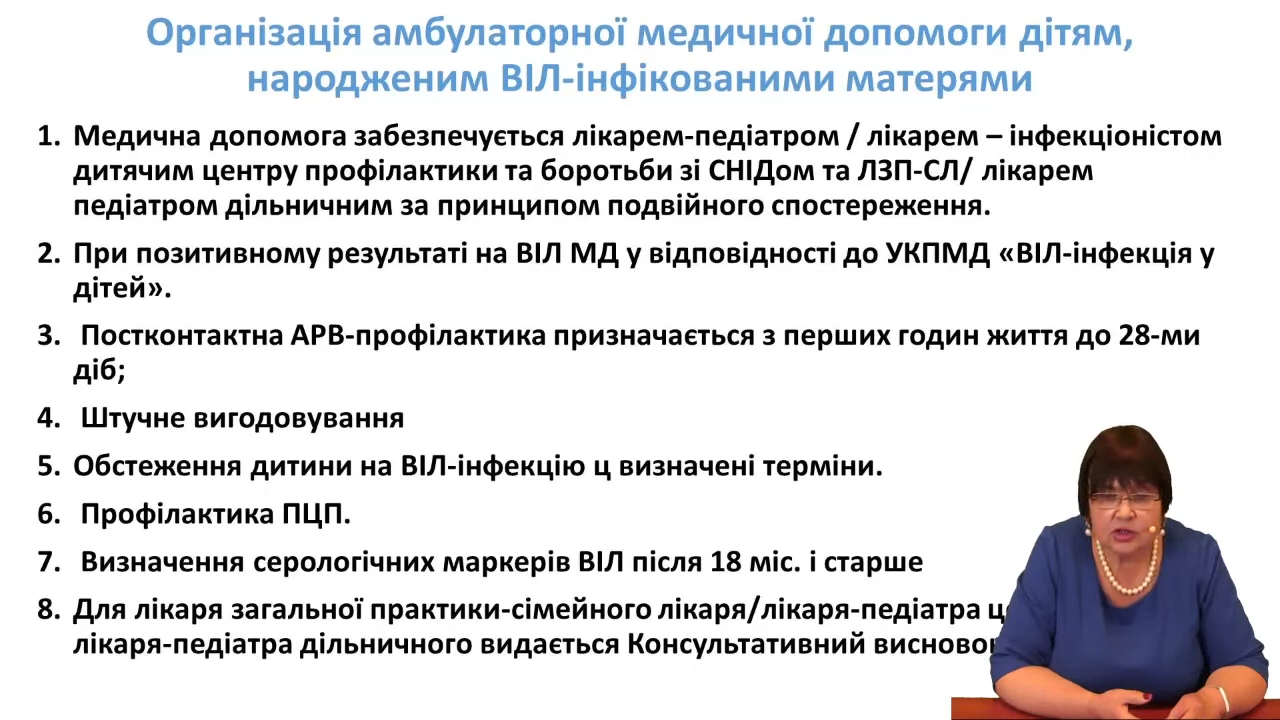 Організація амбулаторної медичної допомоги дітям,
народженим ВІЛ-інфікованими матерями
1. Медична допомога забезпечується лікарем-педіатром / лікарем – інфекціоністом
дитячим центру профілактики та боротьби зі СНІДом та ЛЗП-СЛ/ лікарем
педіатром дільничним за принципом подвійного спостереження.
2. При позитивному результаті на ВІЛ МД у відповідності до УКПМД «ВІЛ-інфекція у
дітей».
3. Постконтактна АРВ-профілактика призначається з перших годин життя до 28-ми
діб;
4. Штучне вигодовування
5. Обстеження дитини на ВІЛ-інфекцію ц визначені терміни.
6. Профілактика ПЦП.
7. Визначення серологічних маркерів ВІЛ після 18 міс. і старше
8. Для лікаря загальної практики-сімейного лікаря/лікаря-педіатра
лікаря-педіатра дільничного видається Консультативний